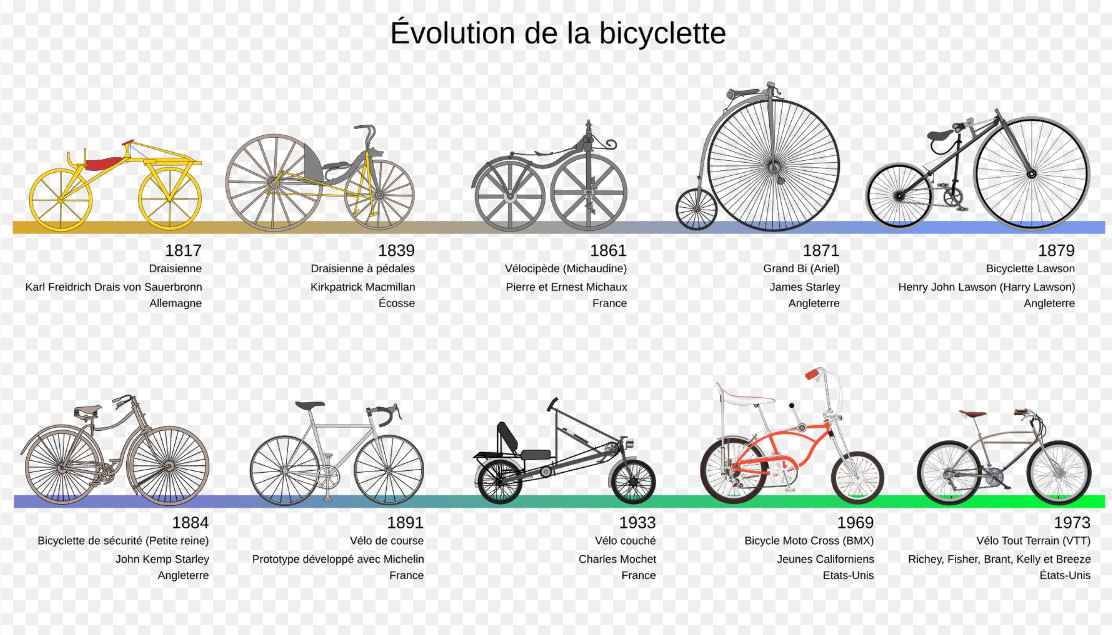 Évolution de la bicyclette
1817
Draisienne
Karl Freidrich Drais von Sauerbronn
Allemagne
1839
Draisienne à pédales
Kirkpatrick Macmillan
Écosse
1861
Vélocipède (Michaudine)
Pierre et Ernest Michaux
France
1871
Grand Bi (Ariel)
James Starley
Angleterre
1879
Bicyclette Lawson
Henry John Lawson (Harry Lawson)
Angleterre
1884
Bicyclette de sécurité (Petite reine)
John Kemp Starley
Angleterre
1891
Vélo de course
Prototype développé avec Michelin
France
1933
Vélo couché
Charles Mochet
France
1969
Bicycle Moto Cross (BMX)
Jeunes Californiens
Etats-Unis
1973
Vélo Tout Terrain (VTT)
Richey, Fisher, Brant, Kelly et Breeze
États-Unis